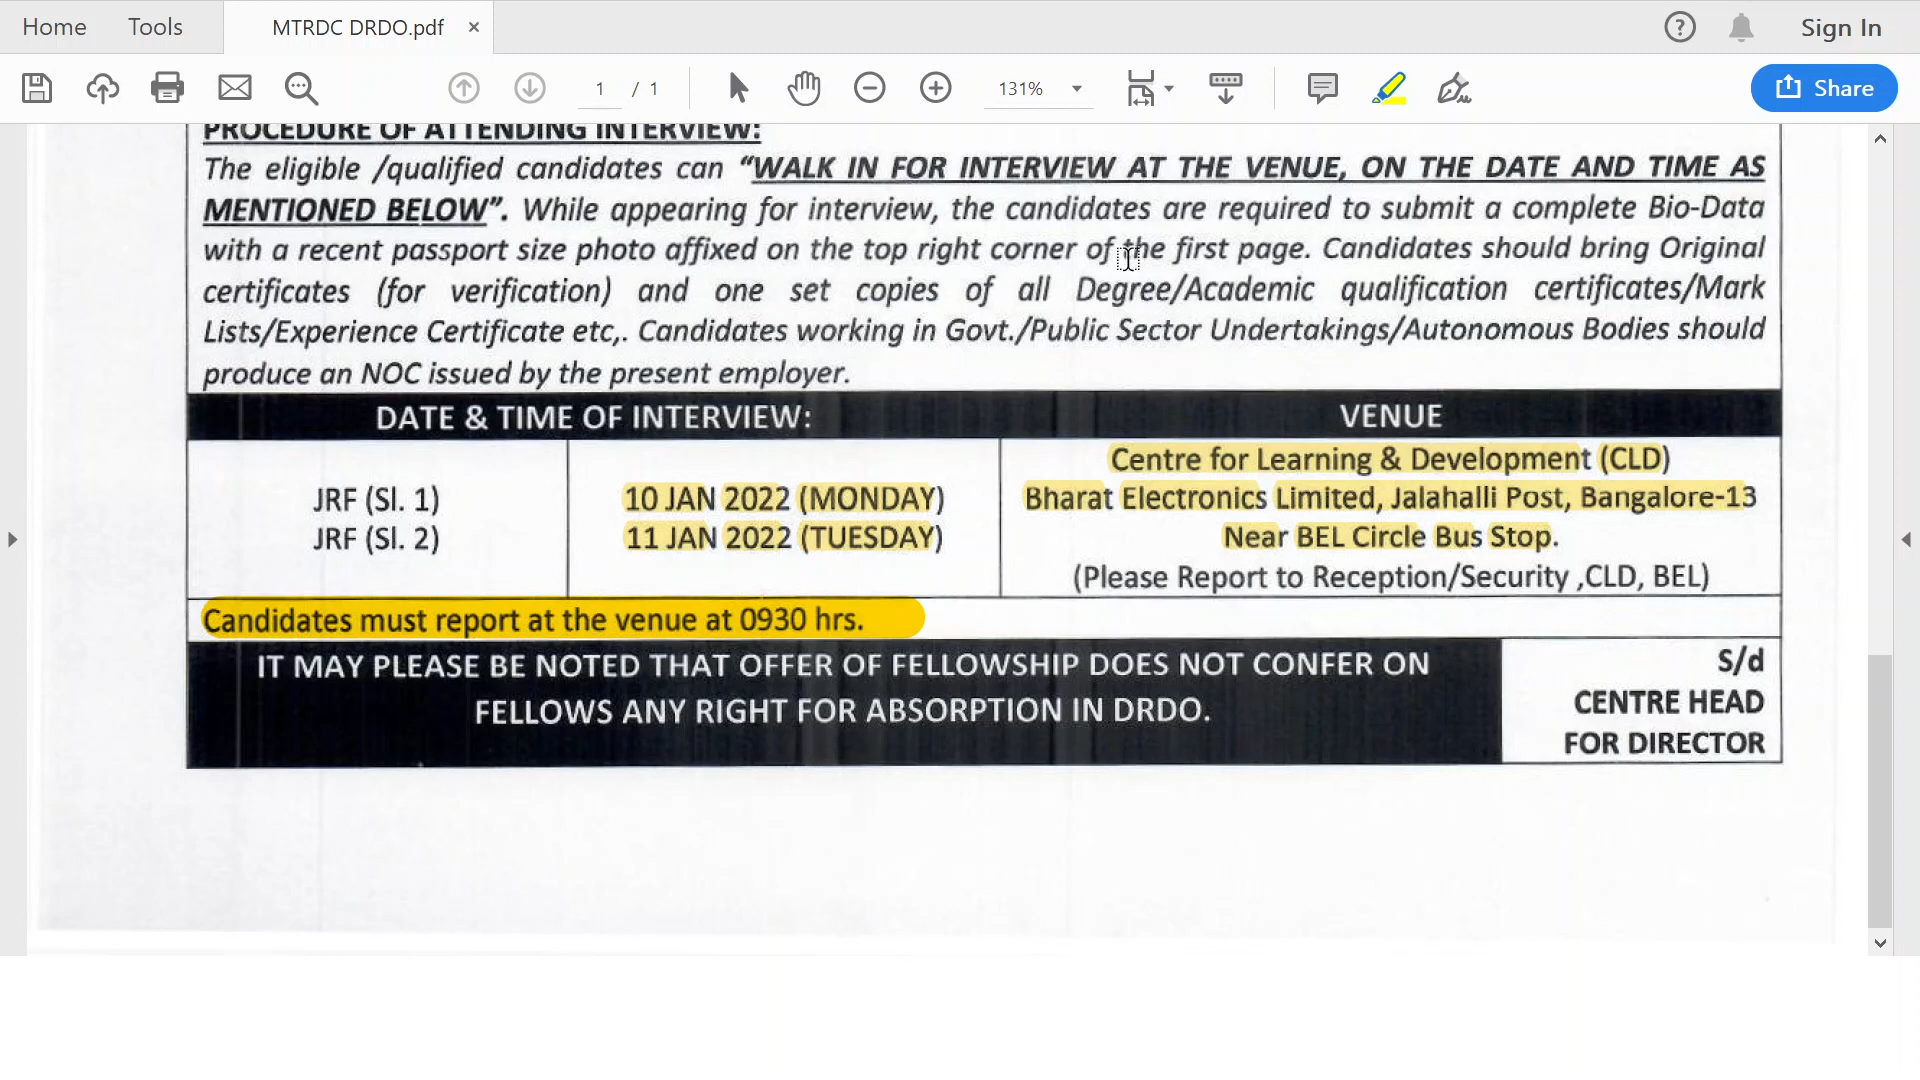 Home Tools MTRDC DRDO.pdf × Sign In
1 / 1 131% Share
PROCEDURE OF ATTENDING INTERVIEW:
The eligible /qualified candidates can “WALK IN FOR INTERVIEW AT THE VENUE, ON THE DATE AND TIME AS
MENTIONED BELOW”. While appearing for interview, the candidates are required to submit a complete Bio-Data
with a recent passport size photo affixed on the top right corner of the first page. Candidates should bring Original
certificates (for verification) and one set copies of all Degree/Academic qualification certificates/Mark
Lists/Experience Certificate etc,. Candidates working in Govt./Public Sector Undertakings/Autonomous Bodies should
produce an NOC issued by the present employer.
DATE & TIME OF INTERVIEW: VENUE
Centre for Learning & Development (CLD)
JRF (Sl. 1) 10 JAN 2022 (MONDAY) Bharat Electronics Limited, Jalahalli Post, Bangalore-13
JRF (Sl. 2) 11 JAN 2022 (TUESDAY) Near BEL Circle Bus Stop.
(Please Report to Reception/Security ,CLD, BEL)
Candidates must report at the venue at 0930 hrs.
IT MAY PLEASE BE NOTED THAT OFFER OF FELLOWSHIP DOES NOT CONFER ON
FELLOWS ANY RIGHT FOR ABSORPTION IN DRDO.
S/d
CENTRE HEAD
FOR DIRECTOR